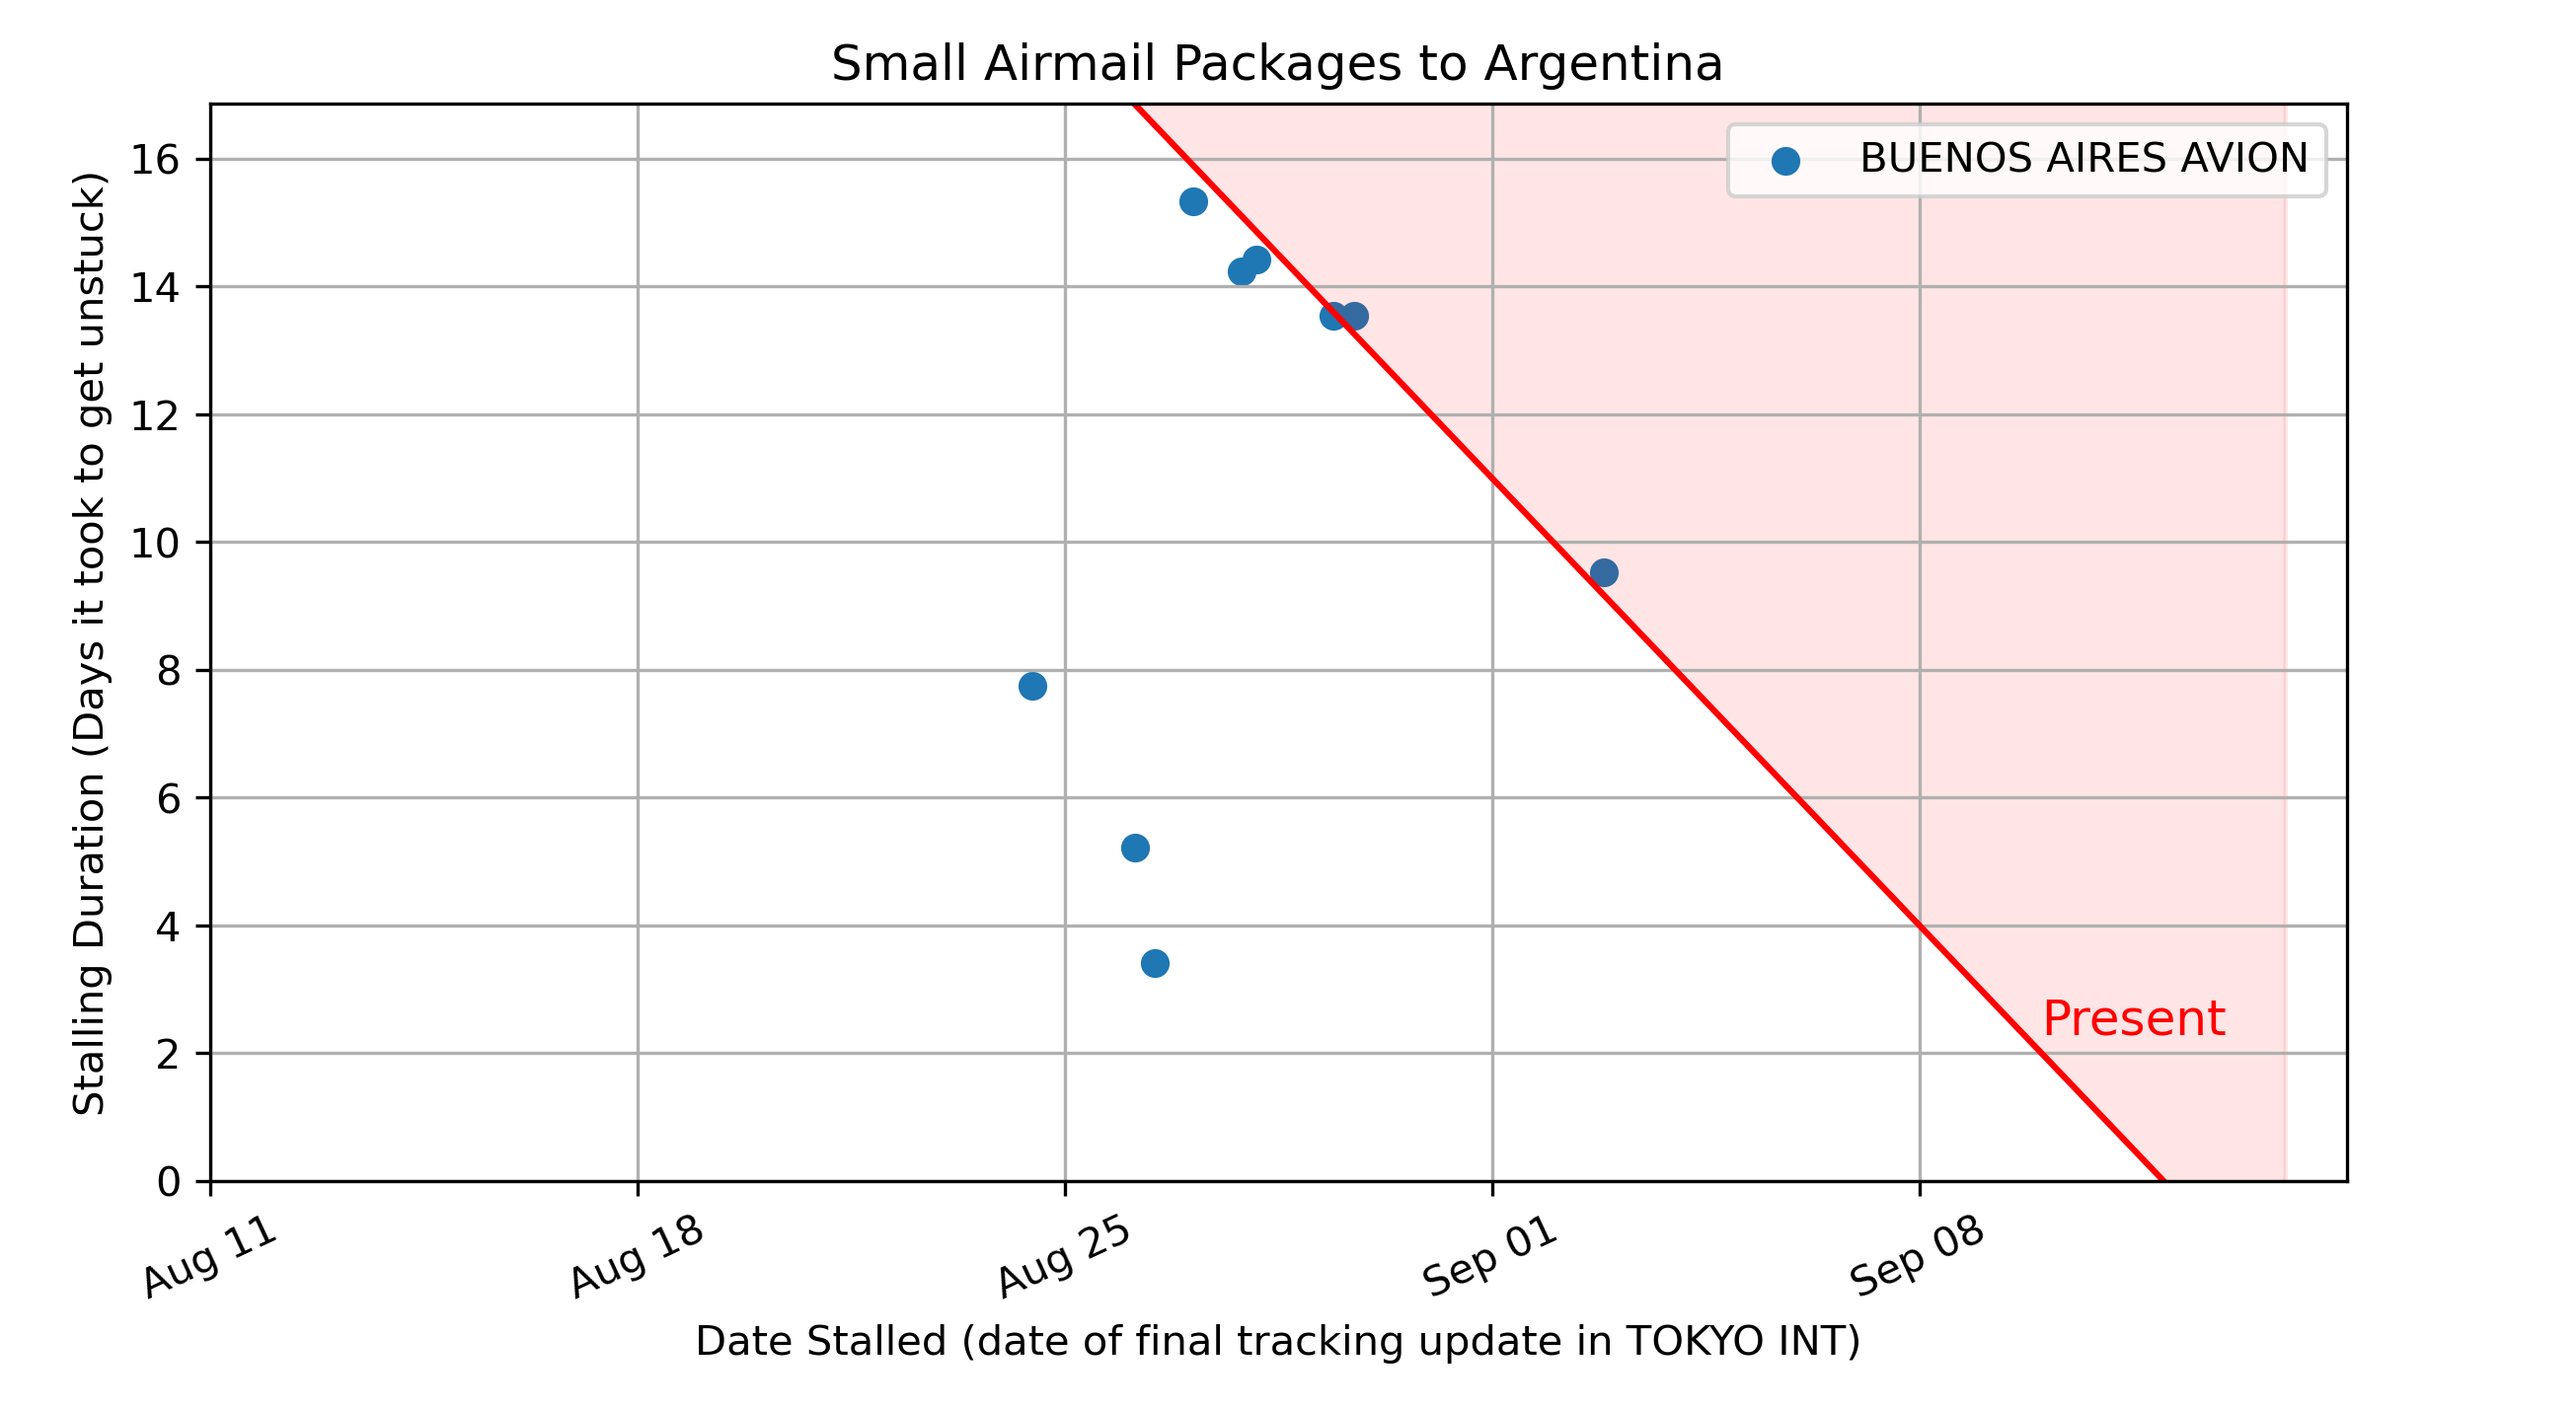 Small Airmail Packages to Argentina
BUENOS AIRES AVION
Stalling Duration (Days it took to get unstuck)
16
14
12
10
8
6
4
2
0
Present
Aug 11
Aug 18
Aug 25
Sep 01
Sep 08
Date Stalled (date of final tracking update in TOKYO INT)